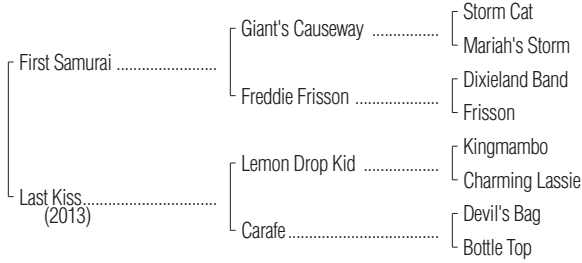 Storm Cat
Giant's Causeway ................
Mariah's Storm
First Samurai ........................
Dixieland Band
Freddie Frisson ....................
Frisson
Kingmambo
Lemon Drop Kid ..................
Charming Lassie
Last Kiss................................
(2013)
Devil's Bag
Carafe....................................
Bottle Top